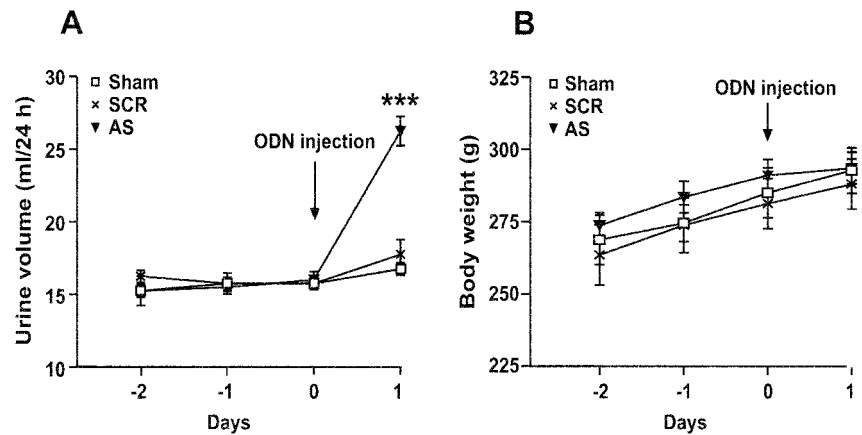 A
Urine volume (ml/24 h)
30
25
20
15
10
Sham
SCR
AS
ODN injection
***
-2
-1
0
1
Days
B
Body weight (g)
325
300
275
250
225
Sham
SCR
AS
ODN injection
-2
-1
0
1
Days